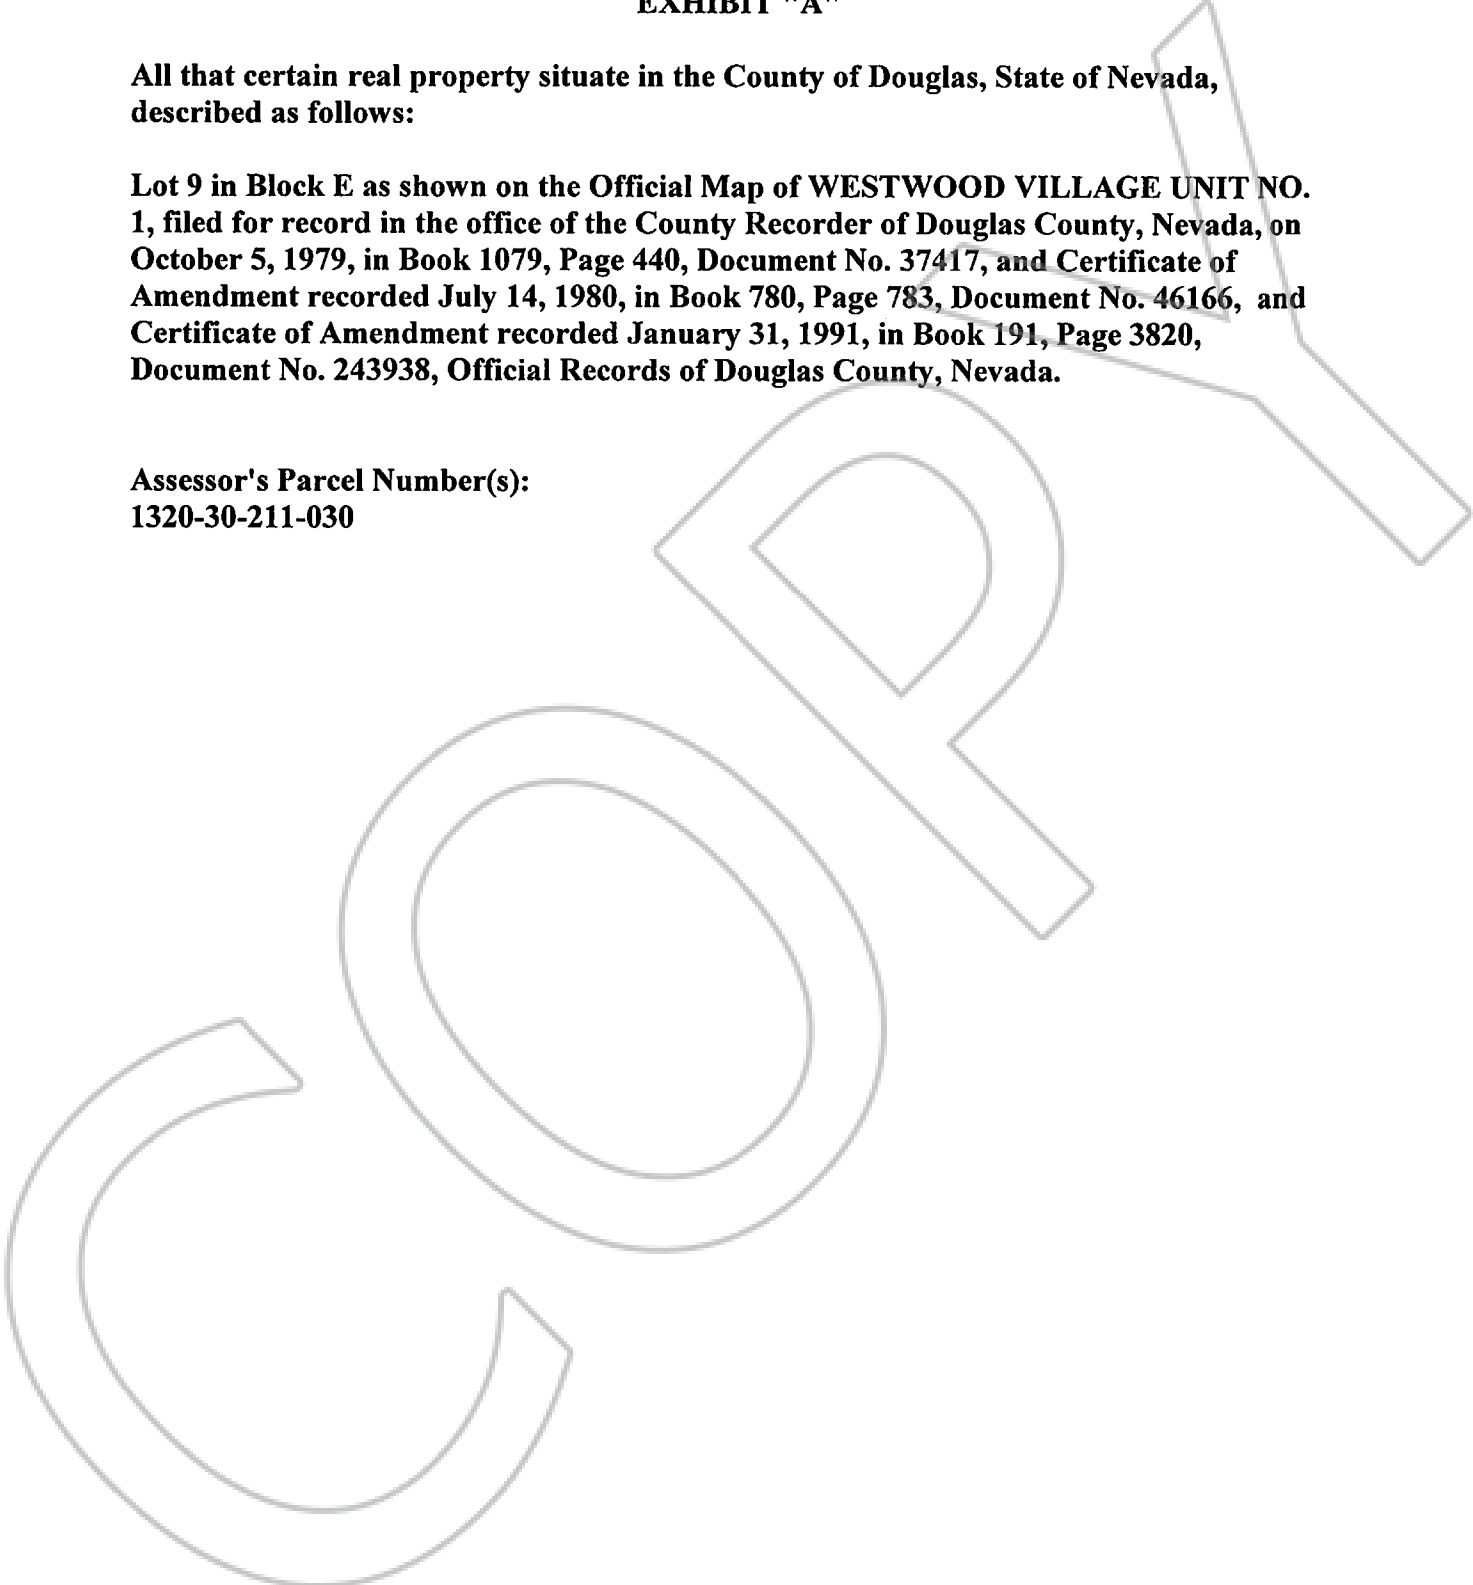 EXHIBIT "A"
All that certain real property situate in the County of Douglas, State of Nevada,
described as follows:
Lot 9 in Block E as shown on the Official Map of WESTWOOD VILLAGE UNIT NO.
1, filed for record in the office of the County Recorder of Douglas County, Nevada, on
October 5, 1979, in Book 1079, Page 440, Document No. 37417, and Certificate of
Amendment recorded July 14, 1980, in Book 780, Page 783, Document No. 46166,  and
Certificate of Amendment recorded January 31, 1991, in Book 191, Page 3820,
Document No. 243938, Official Records of Douglas County, Nevada.
Assessor's Parcel Number(s):
1320-30-211-030
COPY